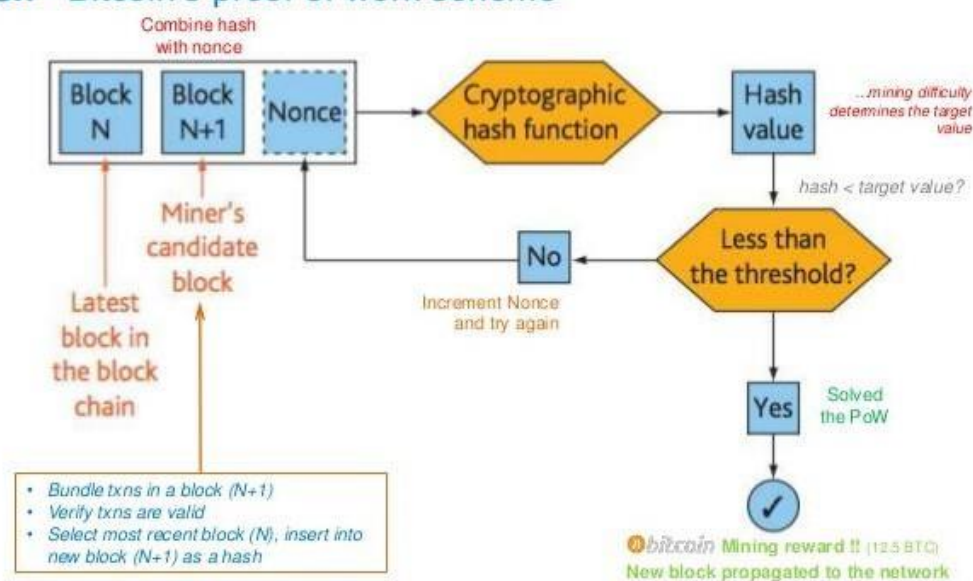 Combine hash
with nonce
Block
N
Block
N+1
Nonce
Cryptographic
hash function
Hash
value
...mining difficulty
determines the target
value
hash < target value?
Less than
the threshold?
No
Increment Nonce
and try again
Miner's
candidate
block
Latest
block in
the block
chain
Yes
Solved
the PoW
• Bundle txns in a block (N+1)
• Verify txns are valid
• Select most recent block (N), insert into
new block (N+1) as a hash
✓
bitcoin Mining reward !! (12.5 BTC)
New block propagated to the network